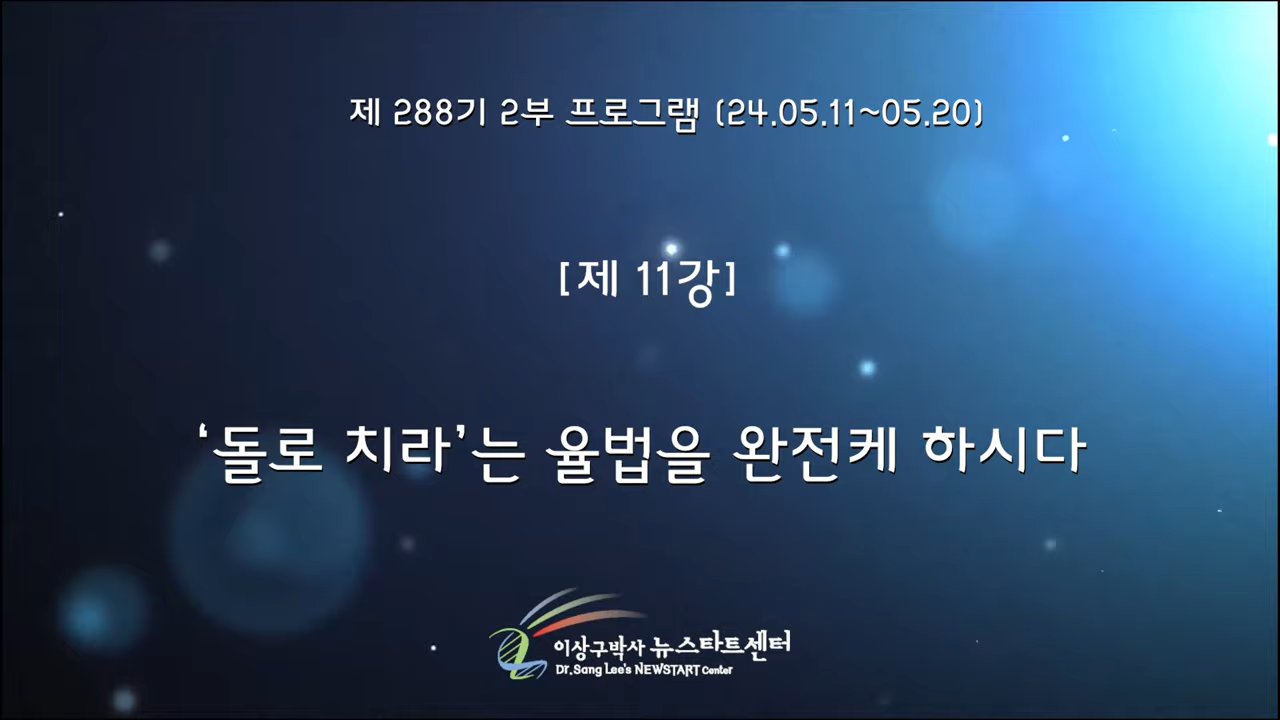 제 288기 2부 프로그램 (24.05.11~05.20)
[제 11강]
‘돌로 치라’는 율법을 완전케 하시다
이상구박사 뉴스타트센터
Dr.Sang Lee's NEWSTART Center